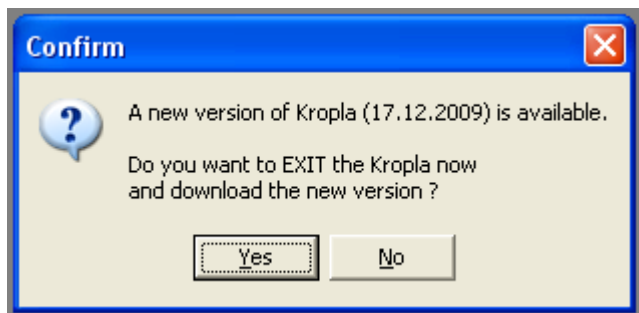 Confirm
A new version of Kropla (17.12.2009) is available.
Do you want to EXIT the Kropla now
and download the new version ?
Yes
No